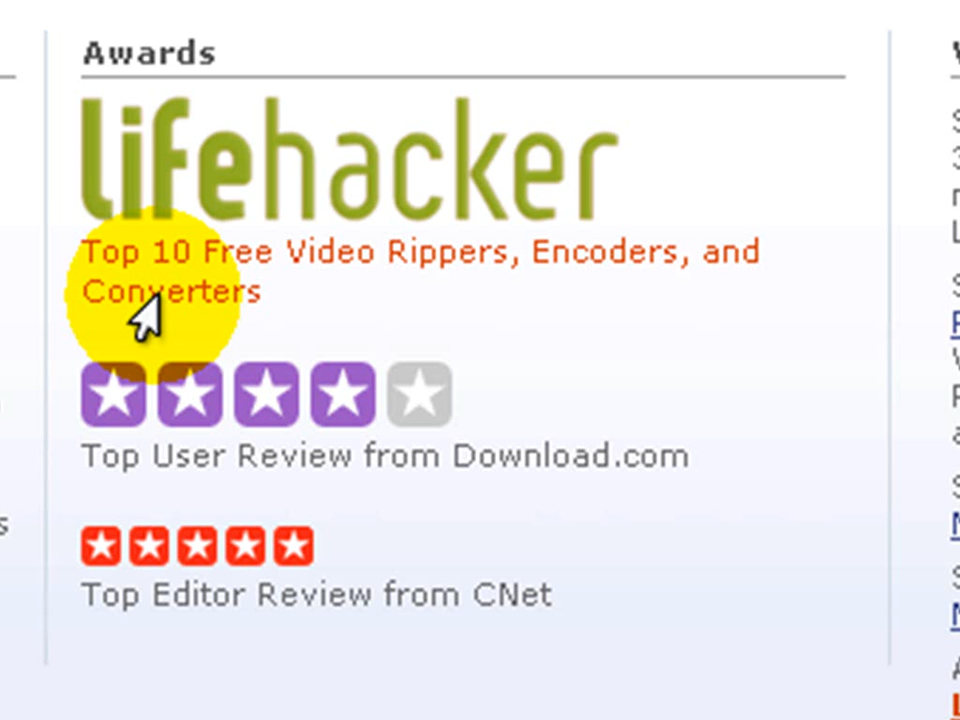 Awards
lifehacker
Top 10 Free Video Rippers, Encoders, and
Converters
Top User Review from Download.com
Top Editor Review from CNet